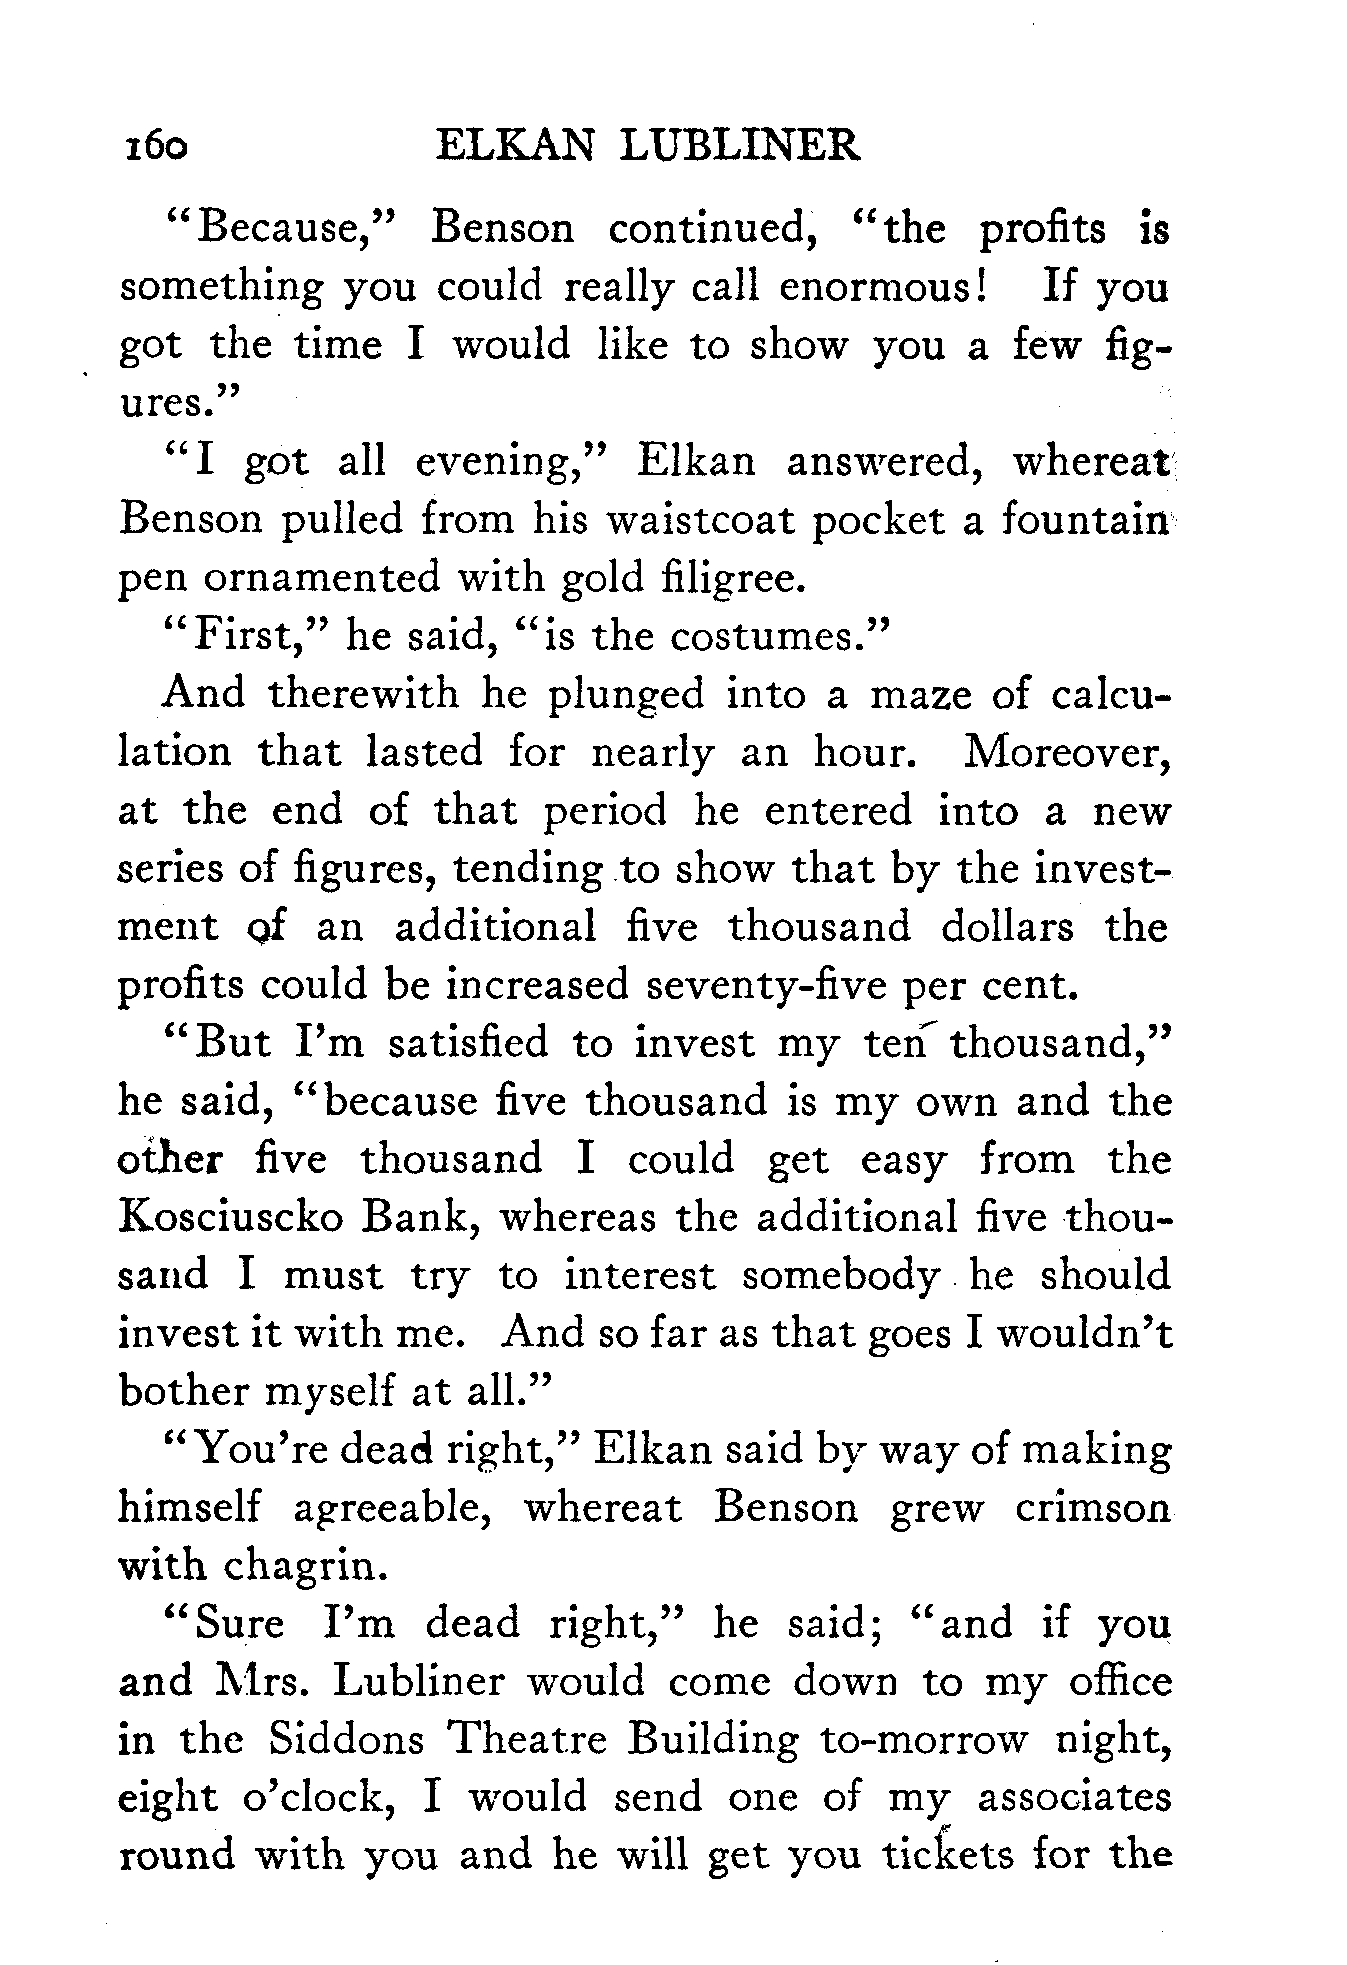 160 ELKAN LUBLINER
“Because,” Benson continued, “the profits is
something you could really call enormous! If you
got the time I would like to show you a few fig-
ures.”
“I got all evening,” Elkan answered, whereat
Benson pulled from his waistcoat pocket a fountain
pen ornamented with gold filigree.
“First,” he said, “is the costumes.”
And therewith he plunged into a maze of calcu-
lation that lasted for nearly an hour. Moreover,
at the end of that period he entered into a new
series of figures, tending to show that by the invest-
ment of an additional five thousand dollars the
profits could be increased seventy-five per cent.
“But I’m satisfied to invest my ten thousand,”
he said, “because five thousand is my own and the
other five thousand I could get easy from the
Kosciuscko Bank, whereas the additional five thou-
sand I must try to interest somebody he should
invest it with me. And so far as that goes I wouldn’t
bother myself at all.”
“You’re dead right,” Elkan said by way of making
himself agreeable, whereat Benson grew crimson
with chagrin.
“Sure I’m dead right,” he said; “and if you
and Mrs. Lubliner would come down to my office
in the Siddons Theatre Building to-morrow night,
eight o’clock, I would send one of my associates
round with you and he will get you tickets for the